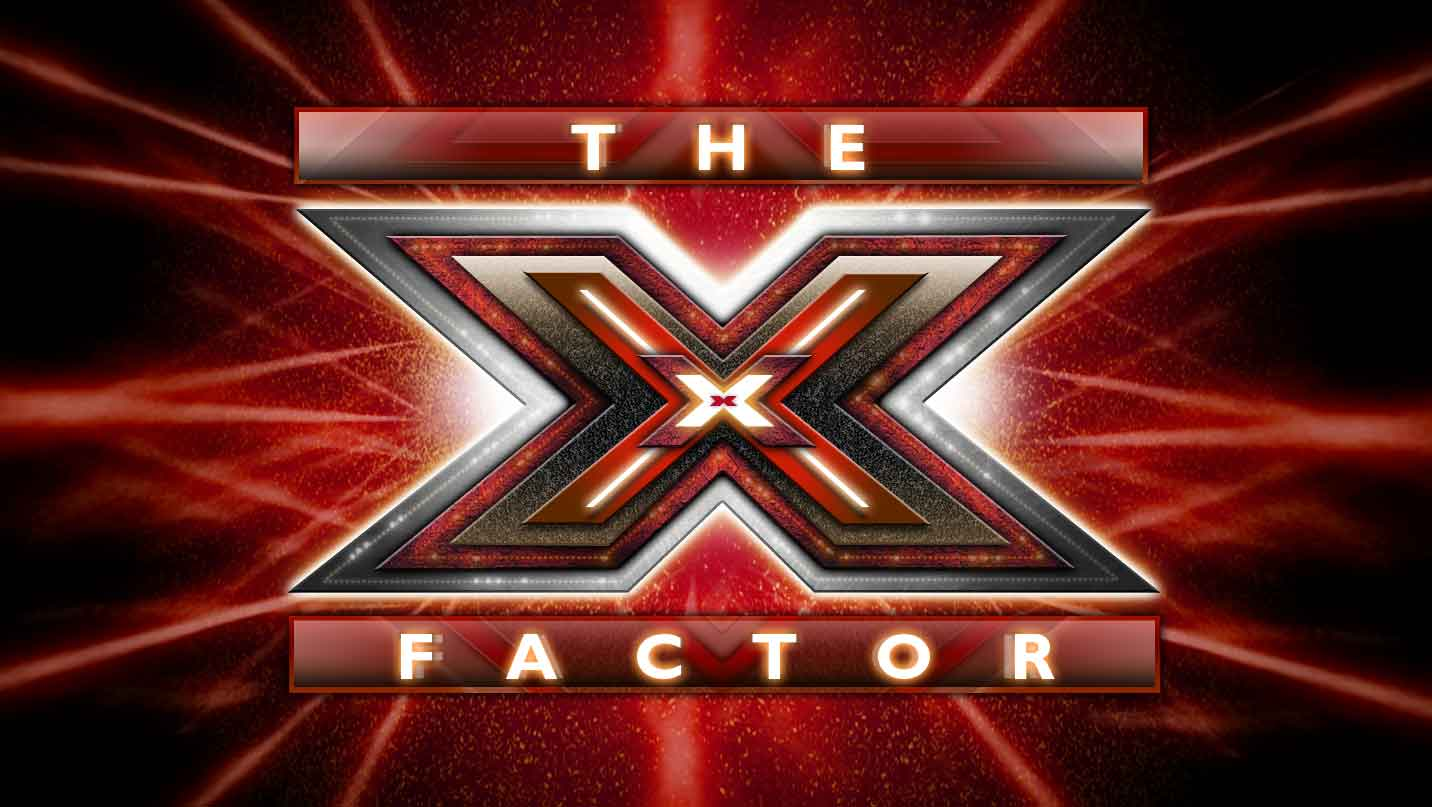 THE
X
FACTOR